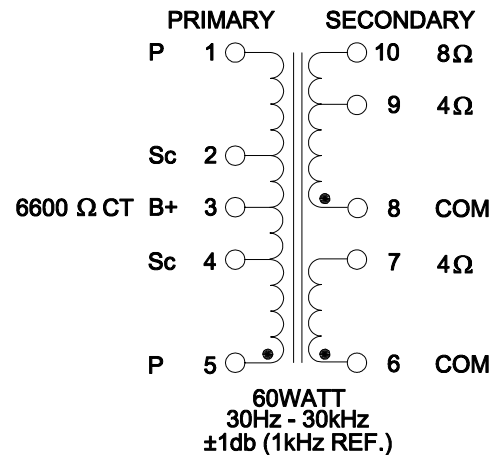 PRIMARY SECONDARY
P 1 10 8Ω
9 4Ω
Sc 2
6600 Ω CT B+ 3 8 COM
Sc 4 7 4Ω
P 5 6 COM
60WATT
30Hz - 30kHz
±1db (1kHz REF.)